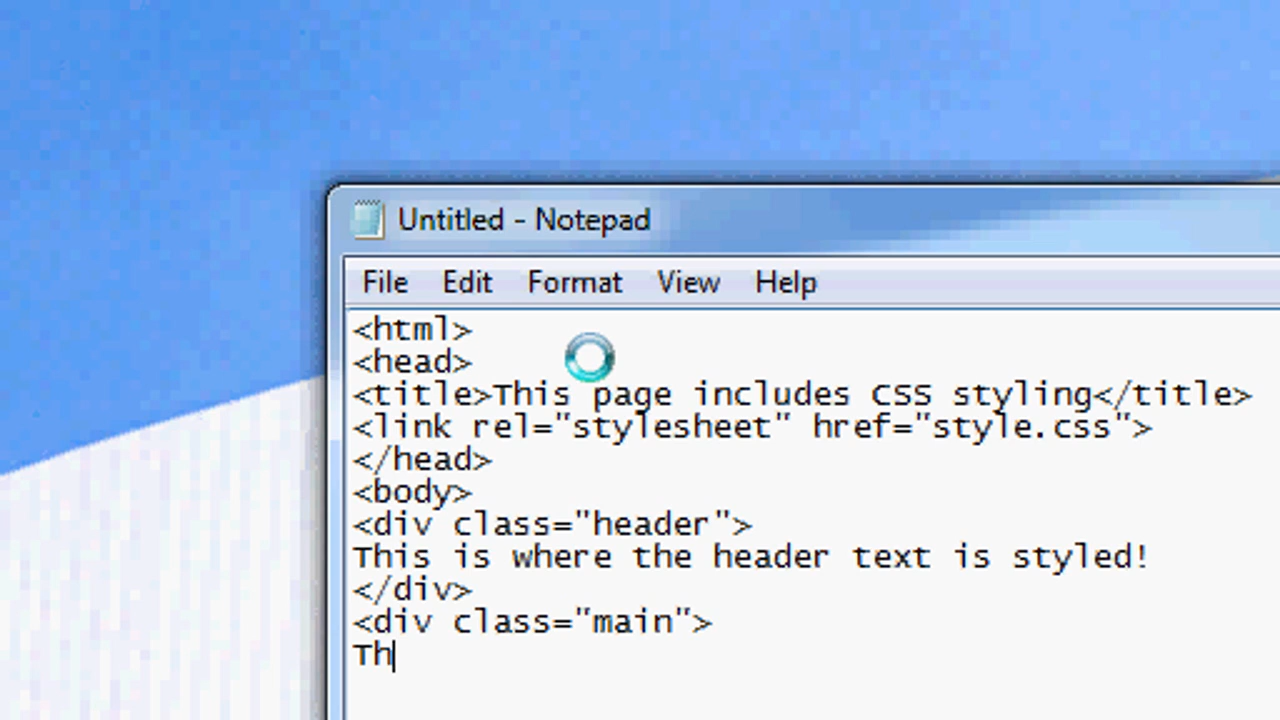 Untitled - Notepad
File Edit Format View Help
<html>
<head>
<title>This page includes CSS styling</title>
<link rel="stylesheet" href="style.css">
</head>
<body>
<div class="header">
This is where the header text is styled!
</div>
<div class="main">
Th